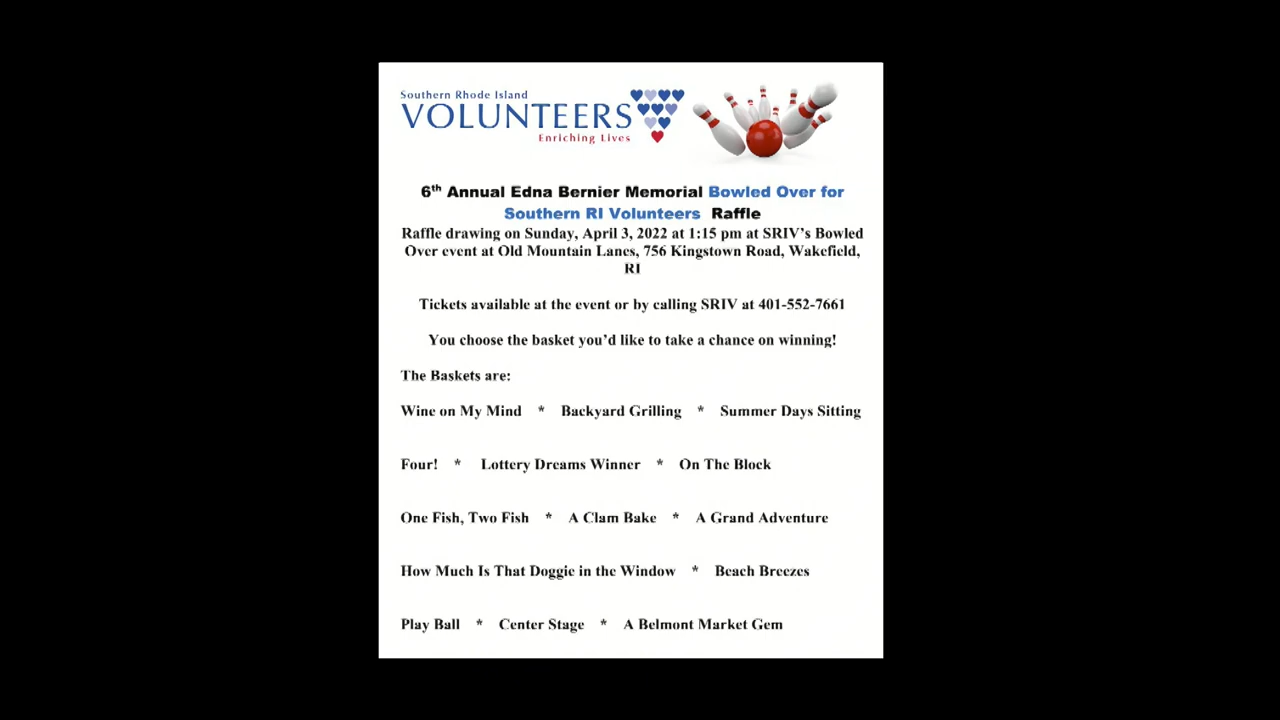 Southern Rhode Island
VOLUNTEERS
Enriching Lives
6th Annual Edna Bernier Memorial Bowled Over for
Southern RI Volunteers Raffle
Raffle drawing on Sunday, April 3, 2022 at 1:15 pm at SRIV's Bowled
Over event at Old Mountain Lanes, 756 Kingstown Road, Wakefield,
RI
Tickets available at the event or by calling SRIV at 401-552-7661
You choose the basket you'd like to take a chance on winning!
The Baskets are:
Wine on My Mind * Backyard Grilling * Summer Days Sitting
Four! * Lottery Dreams Winner * On The Block
One Fish, Two Fish * A Clam Bake * A Grand Adventure
How Much Is That Doggie in the Window * Beach Breezes
Play Ball * Center Stage * A Belmont Market Gem